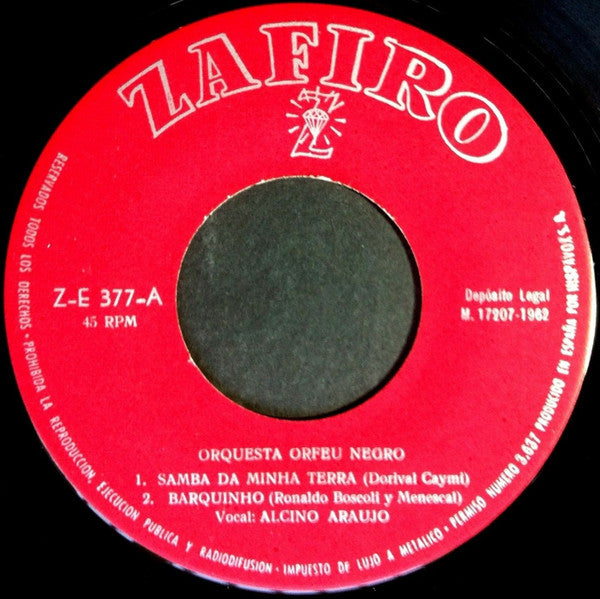 ZAFIRO
Z
Z-E 377-A
45 RPM
Depósito Legal
M. 17207-1962
ORQUESTA ORFEU NEGRO
1. SAMBA DA MINHA TERRA (Dorival Caymi)
2. BARQUINHO (Ronaldo Boscoli y Menescal)
Vocal: ALCINO ARAUJO
RESERVADOS TODOS LOS DERECHOS · PROHIBIDA LA REPRODUCCION, EJECUCION PUBLICA Y RADIODIFUSION · IMPUESTO DE LUJO A METALICO · PERMISO NUMERO 3.037 PRODUCIDO EN ESPAÑA POR HISPAVOX S. A.